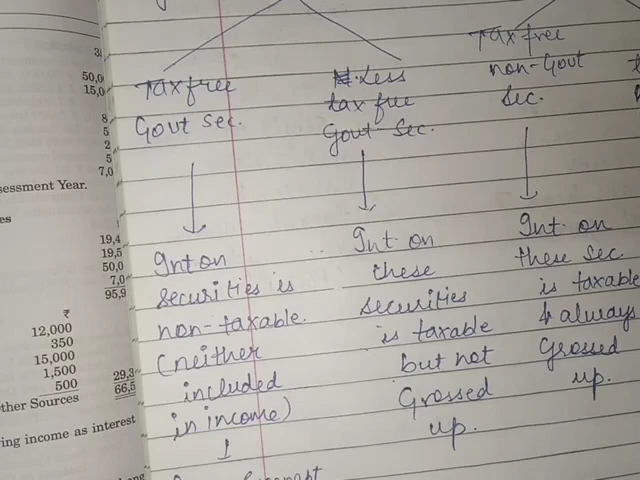 50,0
15,0
8
5
2
5
7,0
sessment Year.
es
19,4
19,5
50,0
7,0
95,9
₹
12,000
350
15,000
1,500
500
29,3
66,5
ther Sources
ring income as interest
Tax free
Govt Sec.
Less
tax free
Govt Sec.
Tax free
non-Govt
Sec.
Int on
securities is
non-taxable.
(neither
included
in income)
Int. on
these
securities
is taxable
but not
Grossed
up.
Int. on
these Sec.
is taxable
& always
Grossed
up.